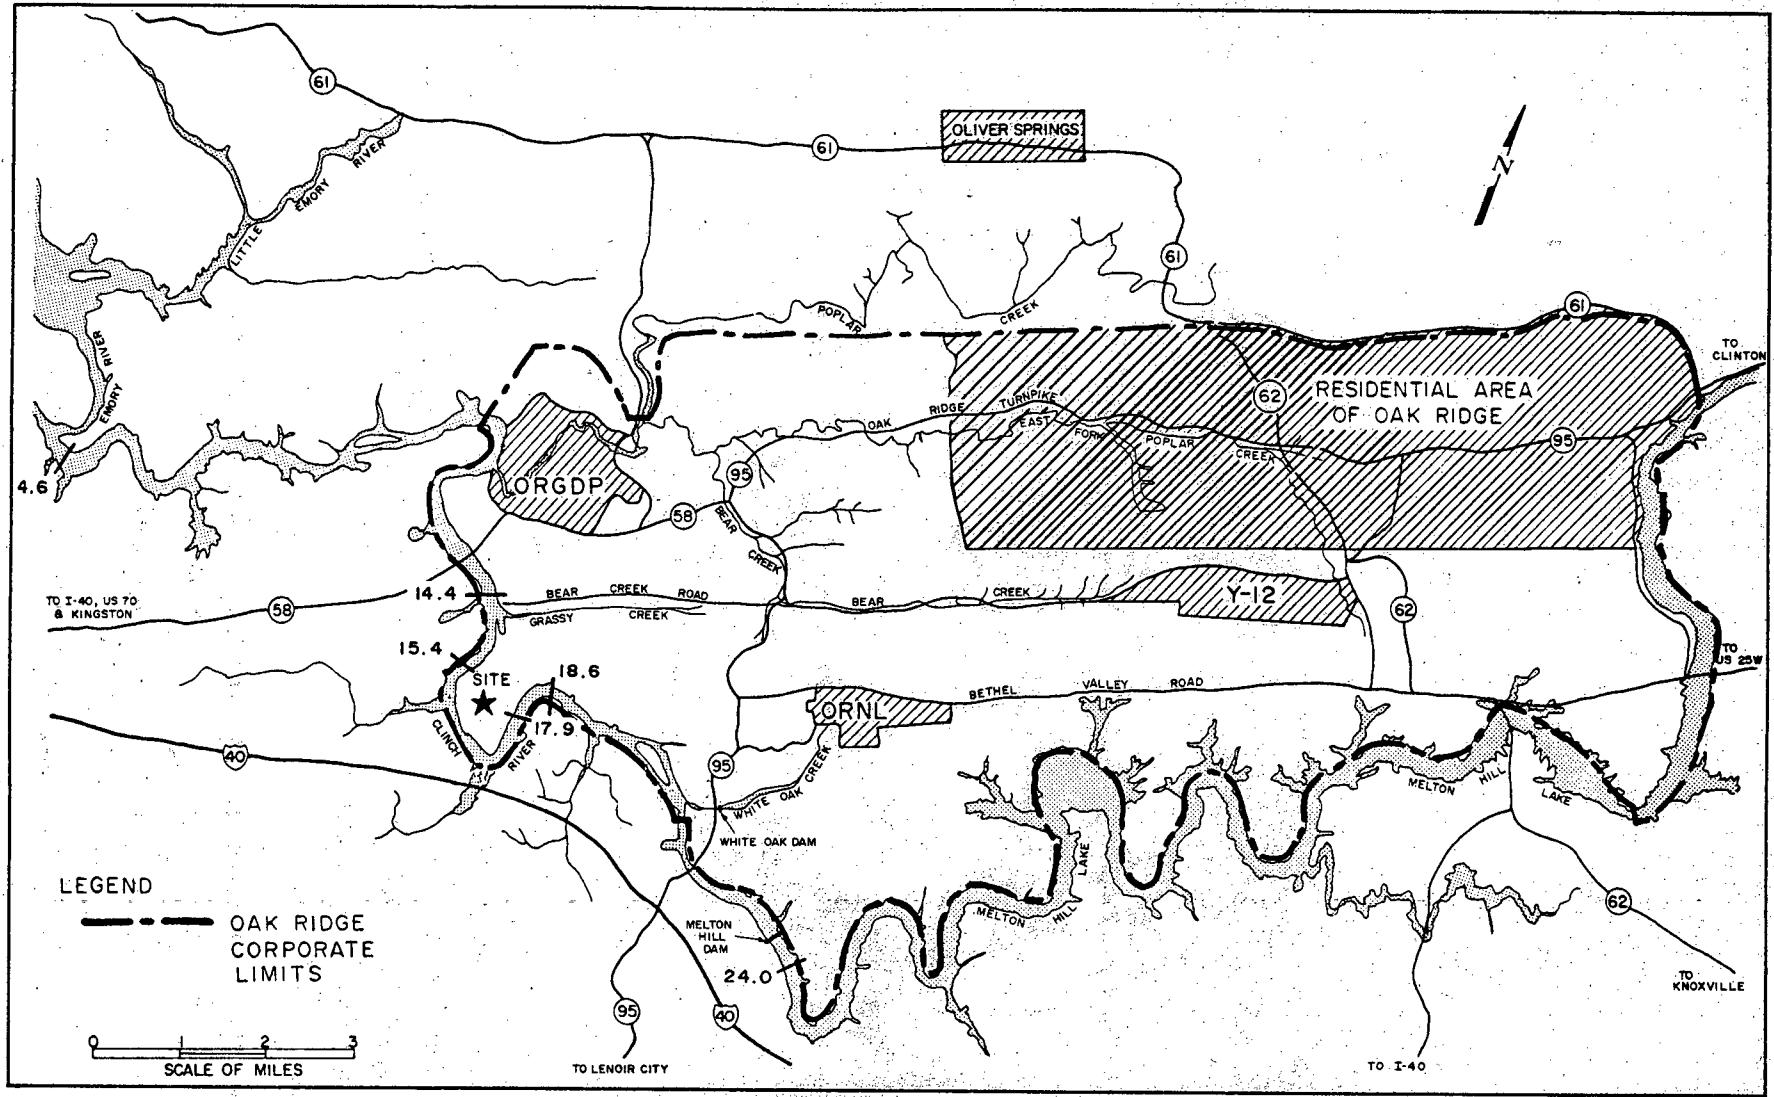 61
OLIVER SPRINGS
61
N
LITTLE
EMORY
RIVER
61
61
POPLAR
CREEK
TO
CLINTON
EMORY
RIVER
62
RESIDENTIAL AREA
OF OAK RIDGE
OAK
RIDGE
TURNPIKE
EAST
FORK
POPLAR
CREEK
95
95
4.6
ORGDP
58
BEAR
CREEK
TO I-40, US 70
& KINGSTON
58
14.4
BEAR CREEK ROAD
GRASSY CREEK
BEAR
CREEK
Y-12
62
15.4
SITE
18.6
17.9
CLINCH
RIVER
ORNL
BETHEL VALLEY ROAD
TO
US 25W
40
95
WHITE OAK CREEK
WHITE OAK DAM
MELTON
HILL
LAKE
LAKE
MELTON
HILL
MELTON
HILL
DAM
24.0
62
TO
KNOXVILLE
LEGEND
OAK RIDGE
CORPORATE
LIMITS
95
40
0 1 2 3
SCALE OF MILES
TO LENOIR CITY
TO I-40